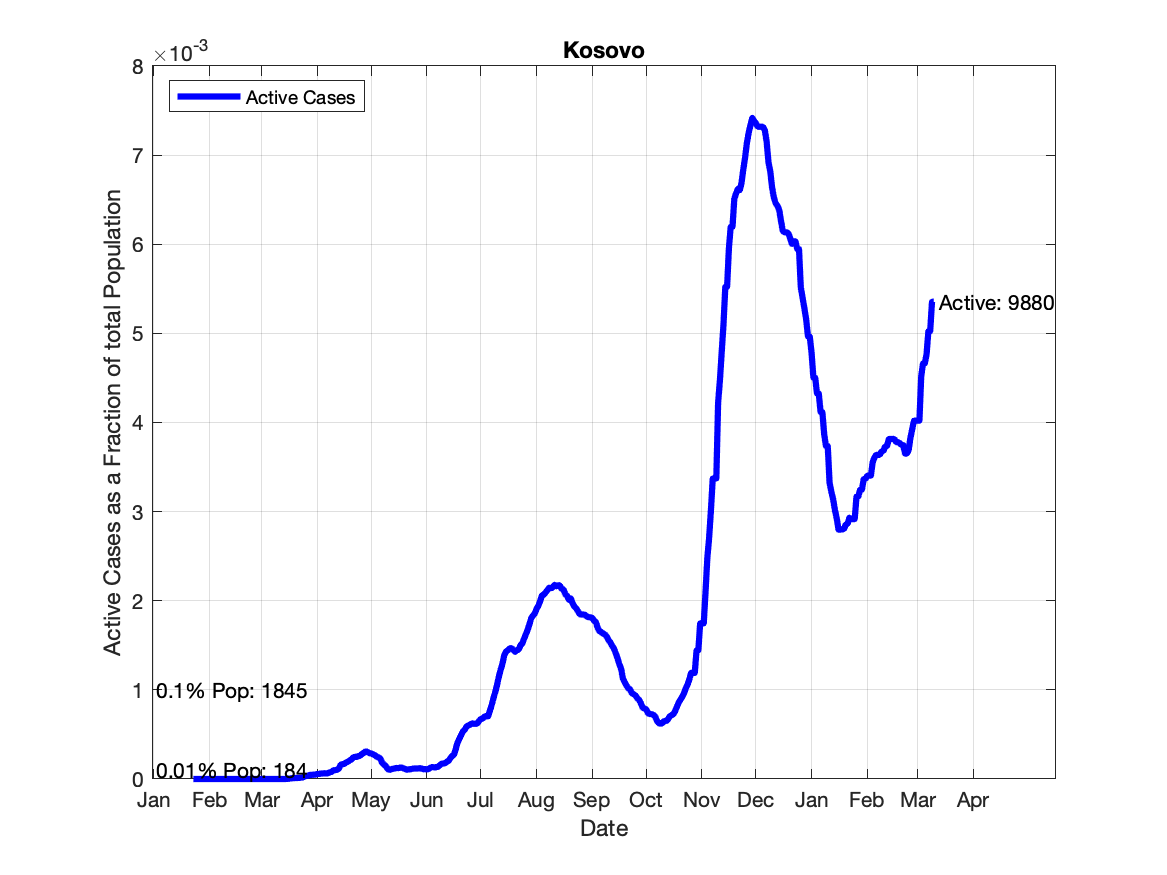 Kosovo
×10-3
Active Cases
8
7
6
5
4
3
2
1
0
Active Cases as a Fraction of total Population
Active: 9880
0.1% Pop: 1845
0.01% Pop: 184
Jan Feb Mar Apr May Jun Jul Aug Sep Oct Nov Dec Jan Feb Mar Apr
Date